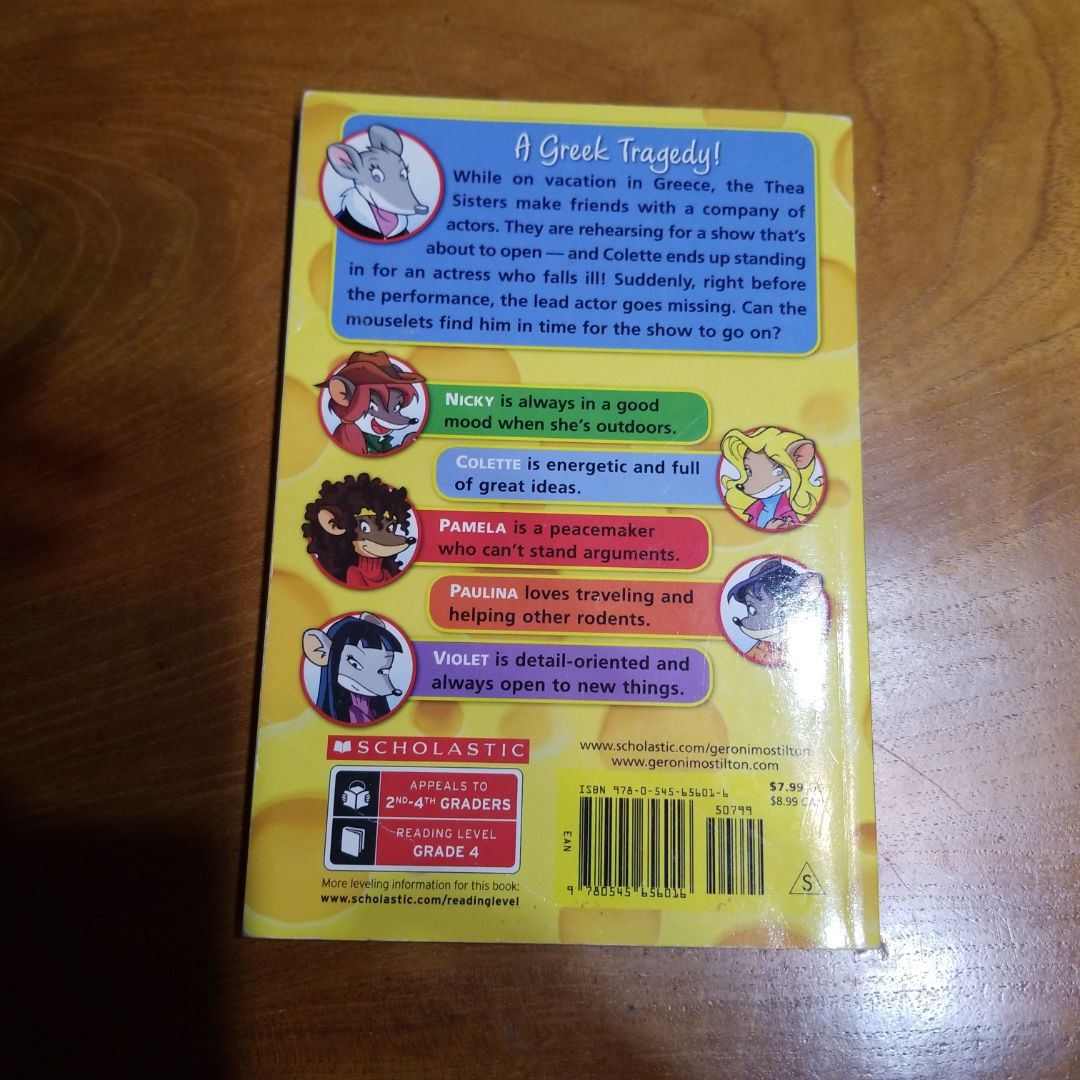 A Greek Tragedy!
While on vacation in Greece, the Thea
Sisters make friends with a company of
actors. They are rehearsing for a show that's
about to open — and Colette ends up standing
in for an actress who falls ill! Suddenly, right before
the performance, the lead actor goes missing. Can the
mouselets find him in time for the show to go on?
NICKY is always in a good
mood when she's outdoors.
COLETTE is energetic and full
of great ideas.
PAMELA is a peacemaker
who can't stand arguments.
PAULINA loves traveling and
helping other rodents.
VIOLET is detail-oriented and
always open to new things.
SCHOLASTIC
APPEALS TO
2ND-4TH GRADERS
READING LEVEL
GRADE 4
More leveling information for this book:
www.scholastic.com/readinglevel
www.scholastic.com/geronimostilton
www.geronimostilton.com
ISBN 978-0-545-65601-6
$7.99
$8.99
50799
EAN
9 780545 656016
S